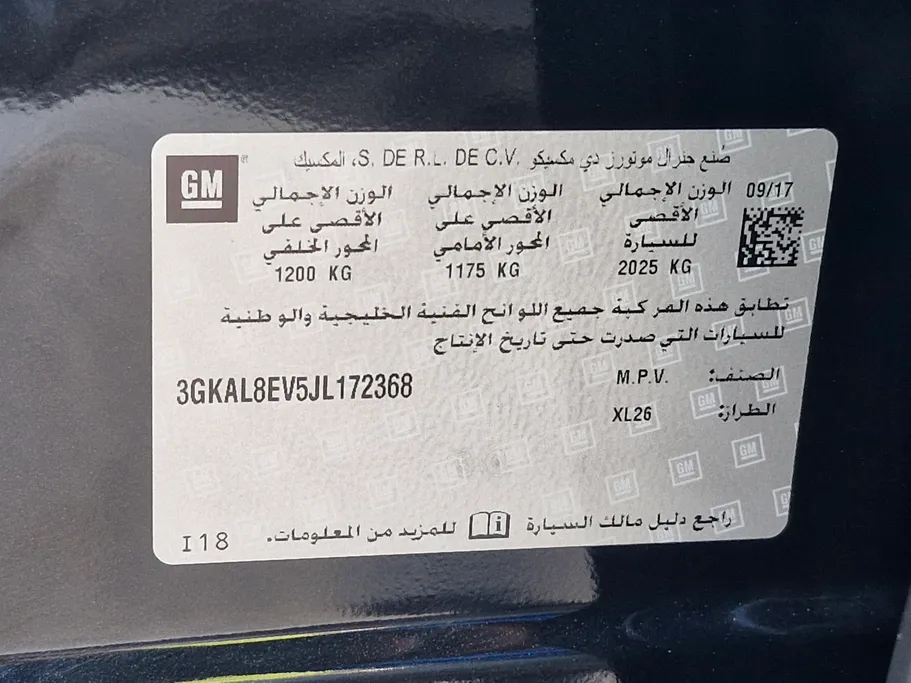 صُنع جنرال موتورز دي مكسيكو S. DE R.L. DE C.V.، المكسيك
GM
09/17
الوزن الإجمالي الأقصى للسيارة
2025 KG
الوزن الإجمالي الأقصى على المحور الأمامي
1175 KG
الوزن الإجمالي الأقصى على المحور الخلفي
1200 KG
تطابق هذه المركبة جميع اللوائح الفنية الخليجية والوطنية
للسيارات التي صدرت حتى تاريخ الإنتاج
3GKAL8EV5JL172368
الصنف: M.P.V.
الطراز: XL26
راجع دليل مالك السيارة للمزيد من المعلومات.
I18